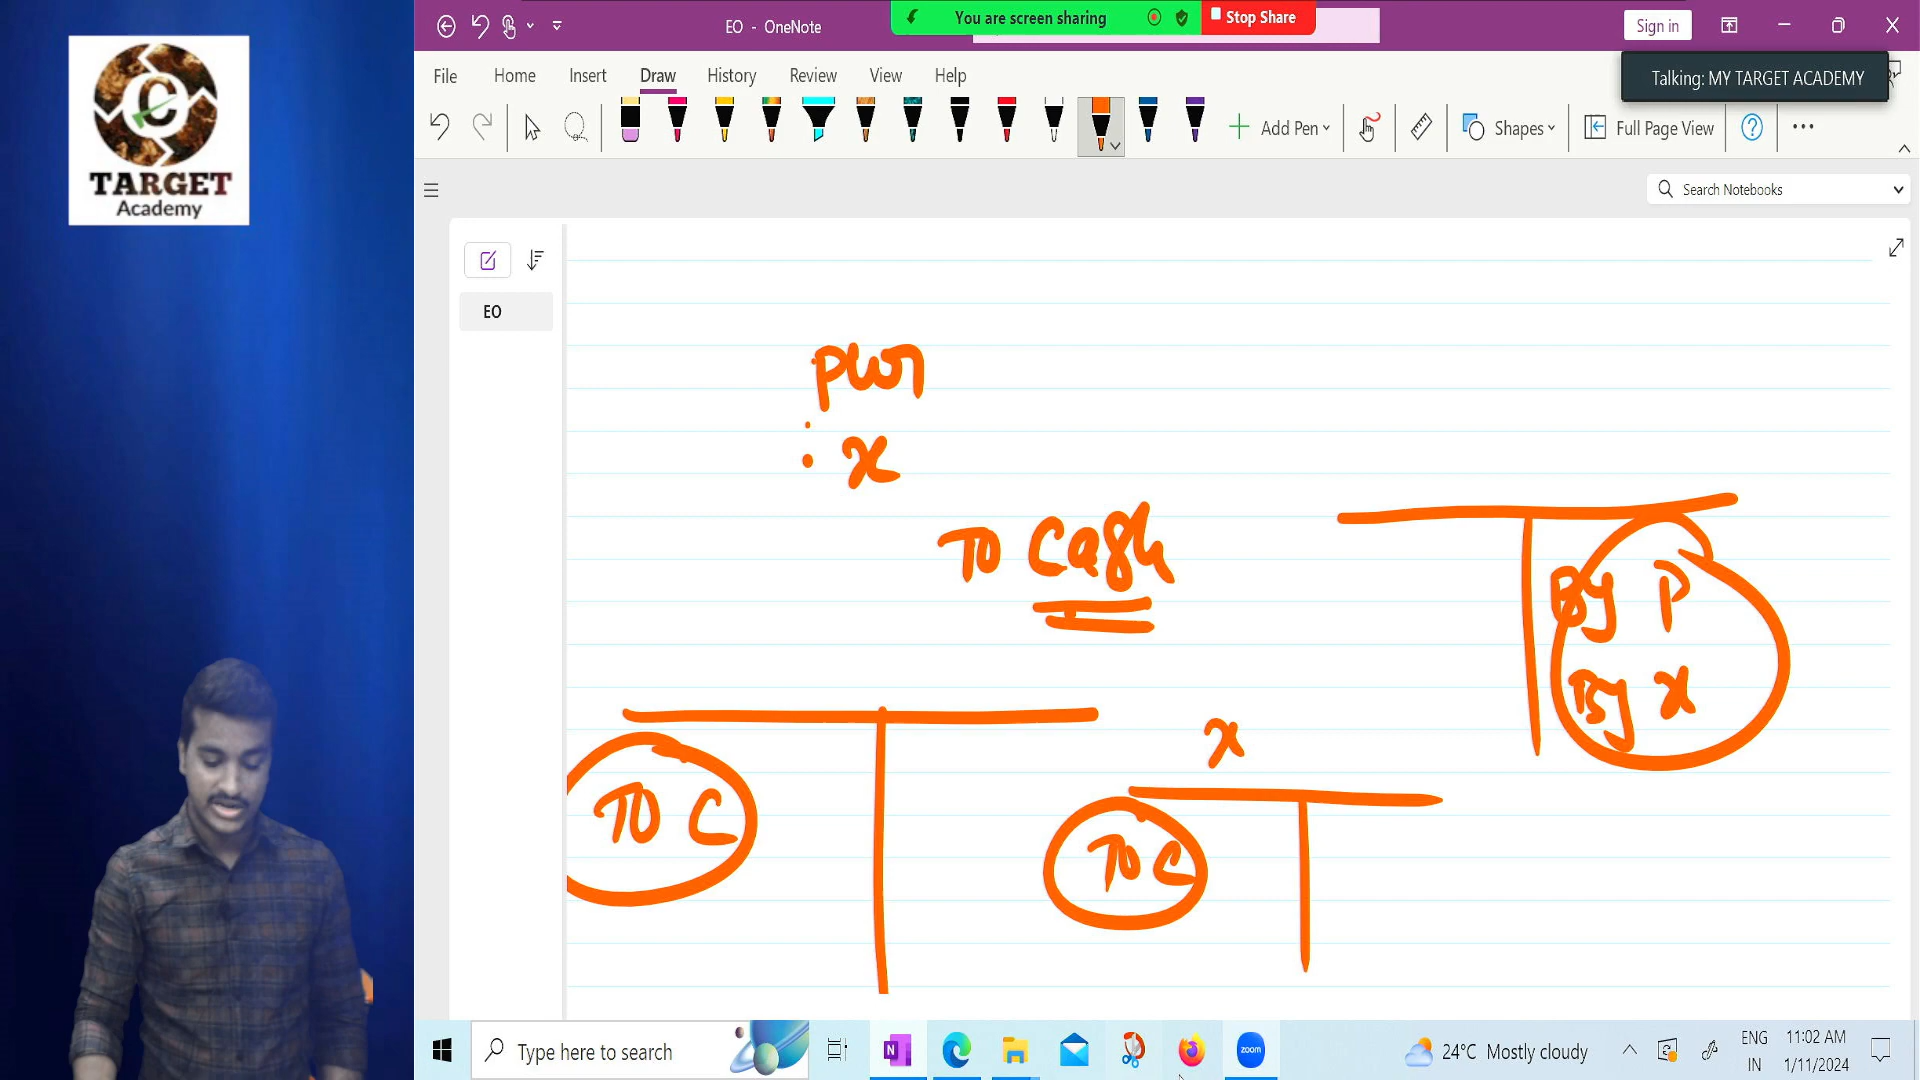 TARGET
Academy
EO - OneNote
You are screen sharing
Stop Share
Sign in
File Home Insert Draw History Review View Help
Talking: MY TARGET ACADEMY
Add Pen
Shapes
Full Page View
Search Notebooks
EO
x
To Cash
By P
By x
To C
x
To C
Type here to search
zoom
24°C Mostly cloudy
ENG
IN
11:02 AM
1/11/2024